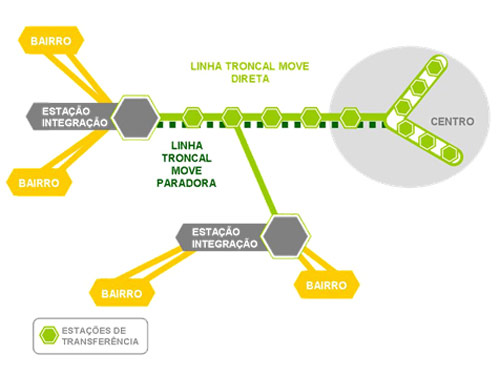 BAIRRO
LINHA TRONCAL MOVE
DIRETA
ESTAÇÃO
INTEGRAÇÃO
CENTRO
LINHA
TRONCAL
MOVE
PARADORA
BAIRRO
ESTAÇÃO
INTEGRAÇÃO
BAIRRO
BAIRRO
ESTAÇÕES DE
TRANSFERÊNCIA